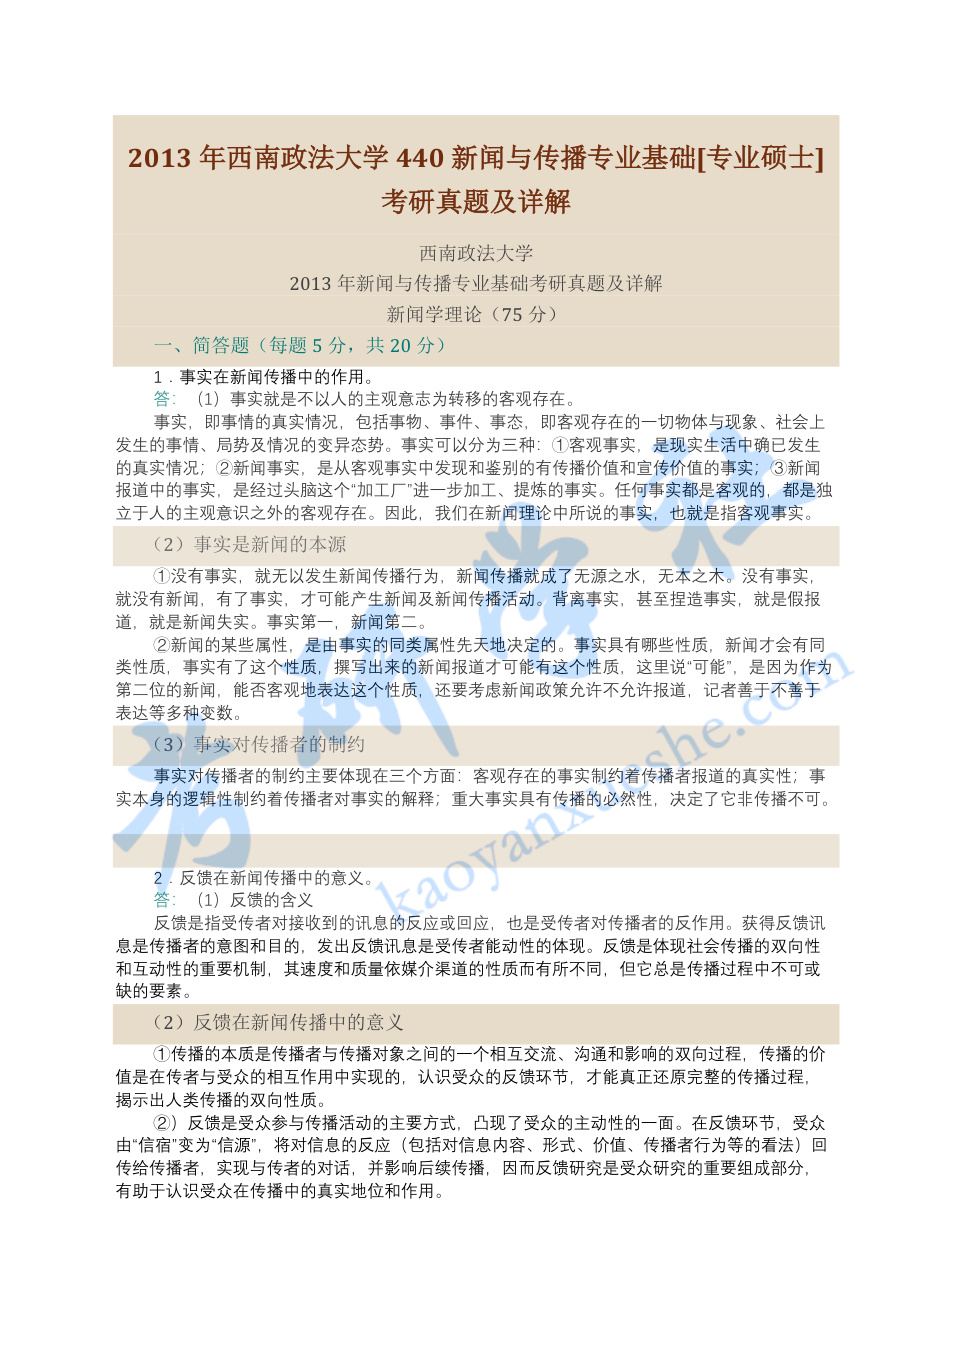 2013 年西南政法大学 440 新闻与传播专业基础[专业硕士]
考研真题及详解
西南政法大学
2013 年新闻与传播专业基础考研真题及详解
新闻学理论（75 分）
一、简答题（每题 5 分，共 20 分）
1．事实在新闻传播中的作用。
答：（1）事实就是不以人的主观意志为转移的客观存在。
事实，即事情的真实情况，包括事物、事件、事态，即客观存在的一切物体与现象、社会上
发生的事情、局势及情况的变异态势。事实可以分为三种：①客观事实，是现实生活中确已发生
的真实情况；②新闻事实，是从客观事实中发现和鉴别的有传播价值和宣传价值的事实；③新闻
报道中的事实，是经过头脑这个“加工厂”进一步加工、提炼的事实。任何事实都是客观的，都是独
立于人的主观意识之外的客观存在。因此，我们在新闻理论中所说的事实，也就是指客观事实。
（2）事实是新闻的本源
①没有事实，就无以发生新闻传播行为，新闻传播就成了无源之水，无本之木。没有事实，
就没有新闻，有了事实，才可能产生新闻及新闻传播活动。背离事实，甚至捏造事实，就是假报
道，就是新闻失实。事实第一，新闻第二。
②新闻的某些属性，是由事实的同类属性先天地决定的。事实具有哪些性质，新闻才会有同
类性质，事实有了这个性质，撰写出来的新闻报道才可能有这个性质，这里说“可能”，是因为作为
第二位的新闻，能否客观地表达这个性质，还要考虑新闻政策允许不允许报道，记者善于不善于
表达等多种变数。
（3）事实对传播者的制约
事实对传播者的制约主要体现在三个方面：客观存在的事实制约着传播者报道的真实性；事
实本身的逻辑性制约着传播者对事实的解释；重大事实具有传播的必然性，决定了它非传播不可。
2．反馈在新闻传播中的意义。
答：（1）反馈的含义
反馈是指受传者对接收到的讯息的反应或回应，也是受传者对传播者的反作用。获得反馈讯
息是传播者的意图和目的，发出反馈讯息是受传者能动性的体现。反馈是体现社会传播的双向性
和互动性的重要机制，其速度和质量依媒介渠道的性质而有所不同，但它总是传播过程中不可或
缺的要素。
（2）反馈在新闻传播中的意义
①传播的本质是传播者与传播对象之间的一个相互交流、沟通和影响的双向过程，传播的价
值是在传者与受众的相互作用中实现的，认识受众的反馈环节，才能真正还原完整的传播过程，
揭示出人类传播的双向性质。
②）反馈是受众参与传播活动的主要方式，凸现了受众的主动性的一面。在反馈环节，受众
由“信宿”变为“信源”，将对信息的反应（包括对信息内容、形式、价值、传播者行为等的看法）回
传给传播者，实现与传者的对话，并影响后续传播，因而反馈研究是受众研究的重要组成部分，
有助于认识受众在传播中的真实地位和作用。
考研学社
kaoyanxueshe.com